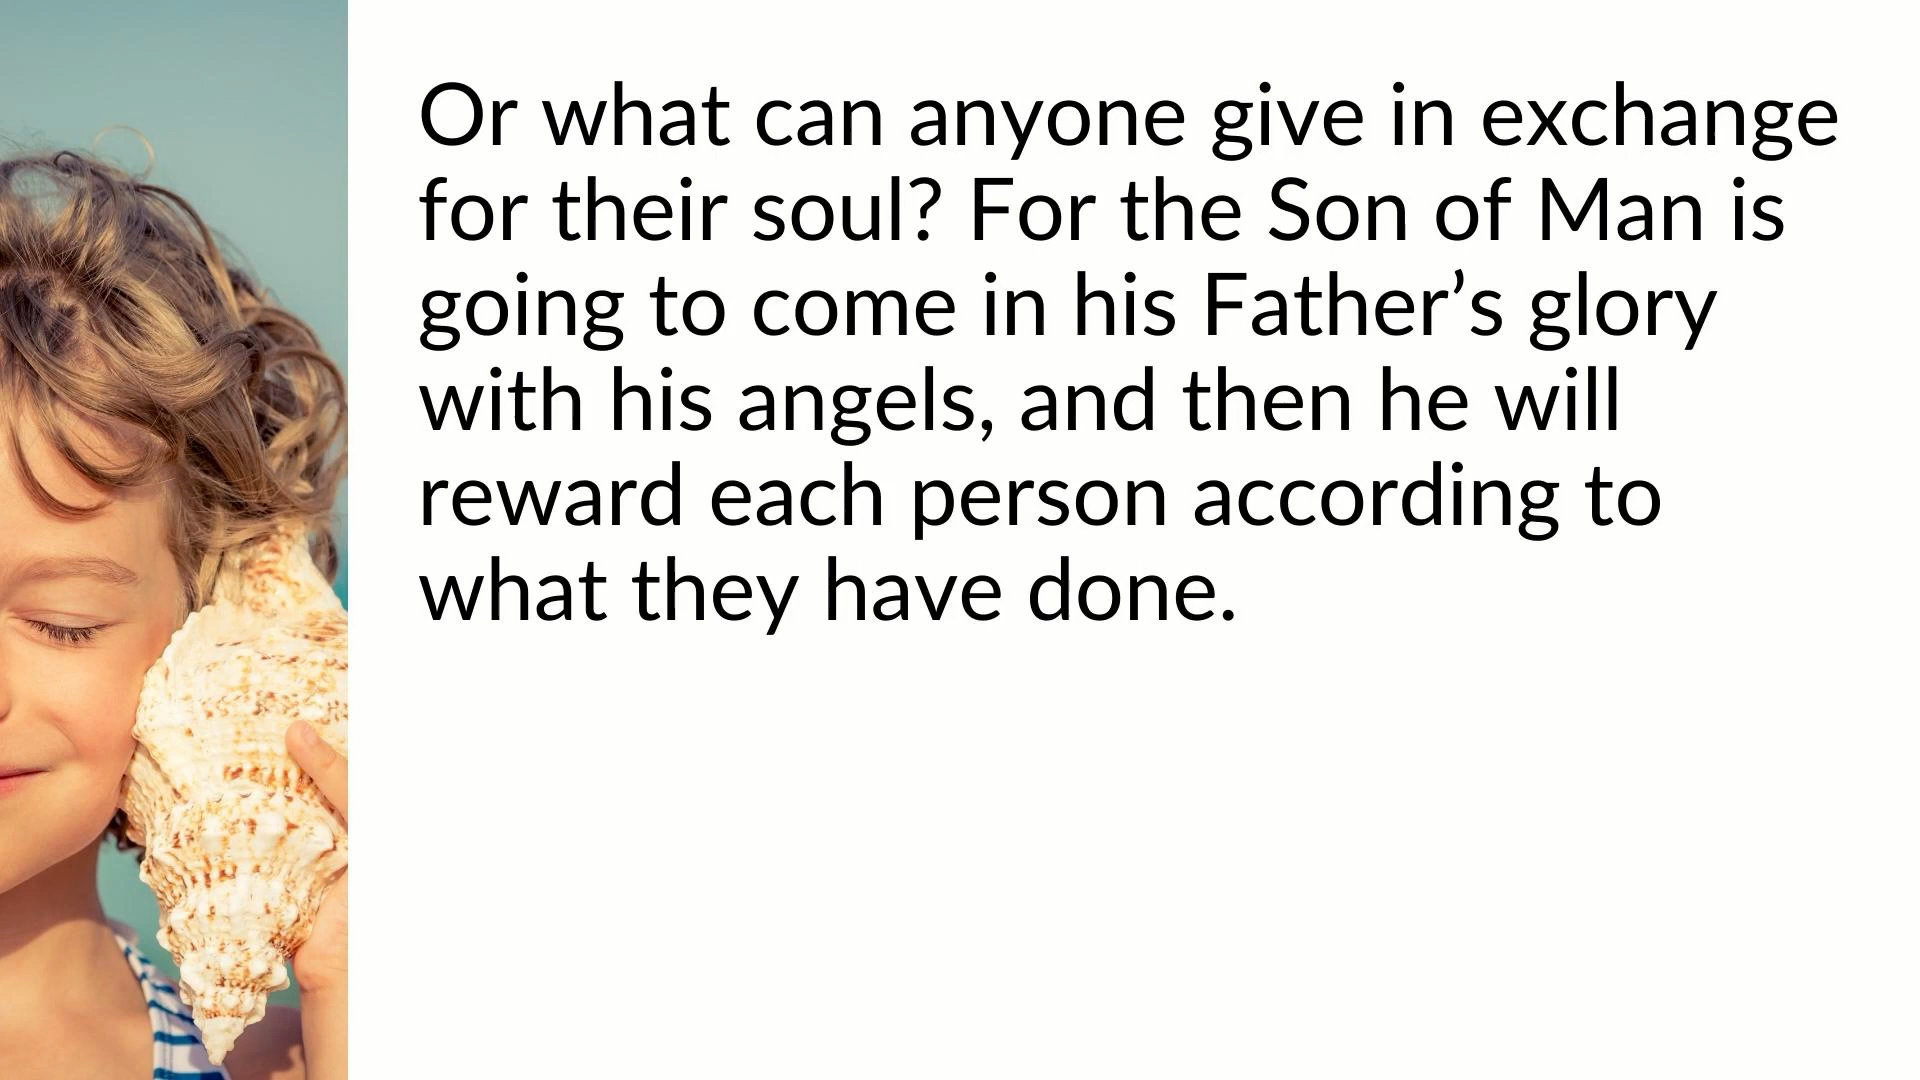 Or what can anyone give in exchange
for their soul? For the Son of Man is
going to come in his Father’s glory
with his angels, and then he will
reward each person according to
what they have done.